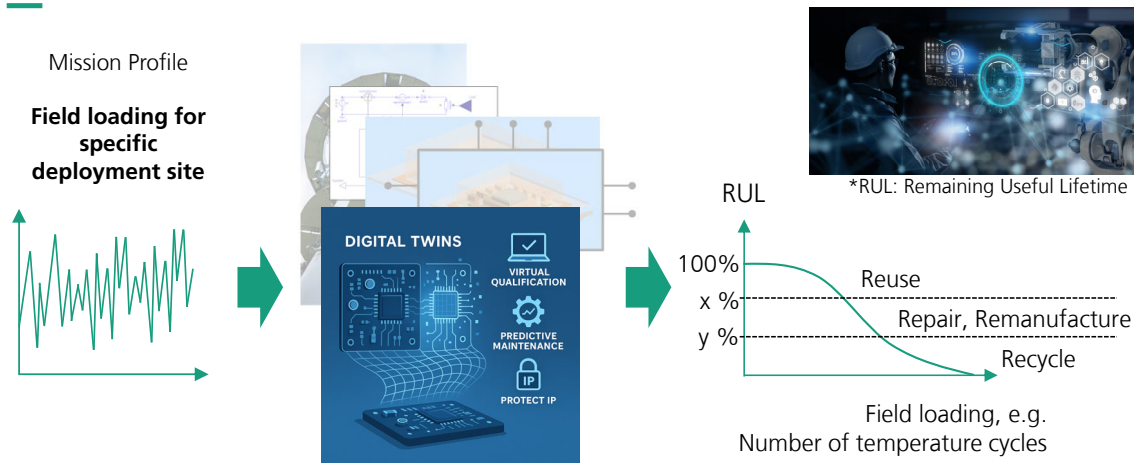 Mission Profile
Field loading for
specific
deployment site
DIGITAL TWINS
VIRTUAL
QUALIFICATION
PREDICTIVE
MAINTENANCE
IP
PROTECT IP
*RUL: Remaining Useful Lifetime
RUL
100%
x %
y %
Reuse
Repair, Remanufacture
Recycle
Field loading, e.g.
Number of temperature cycles